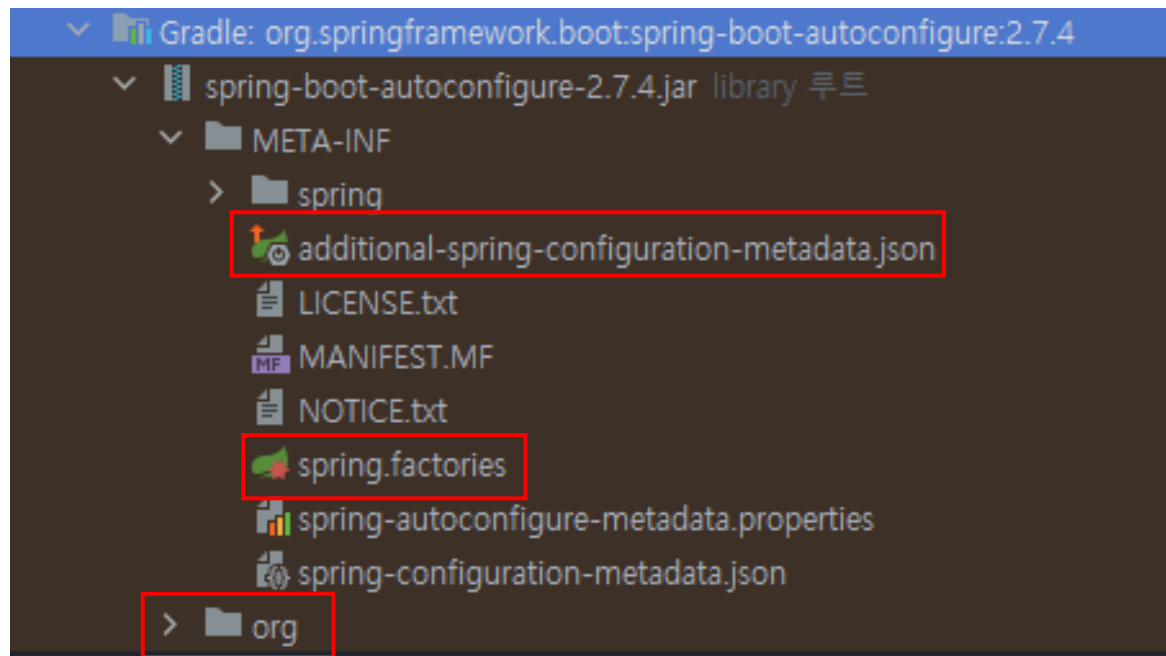 Gradle: org.springframework.boot:spring-boot-autoconfigure:2.7.4
spring-boot-autoconfigure-2.7.4.jar library 루트
META-INF
spring
additional-spring-configuration-metadata.json
LICENSE.txt
MF MANIFEST.MF
NOTICE.txt
spring.factories
spring-autoconfigure-metadata.properties
spring-configuration-metadata.json
org